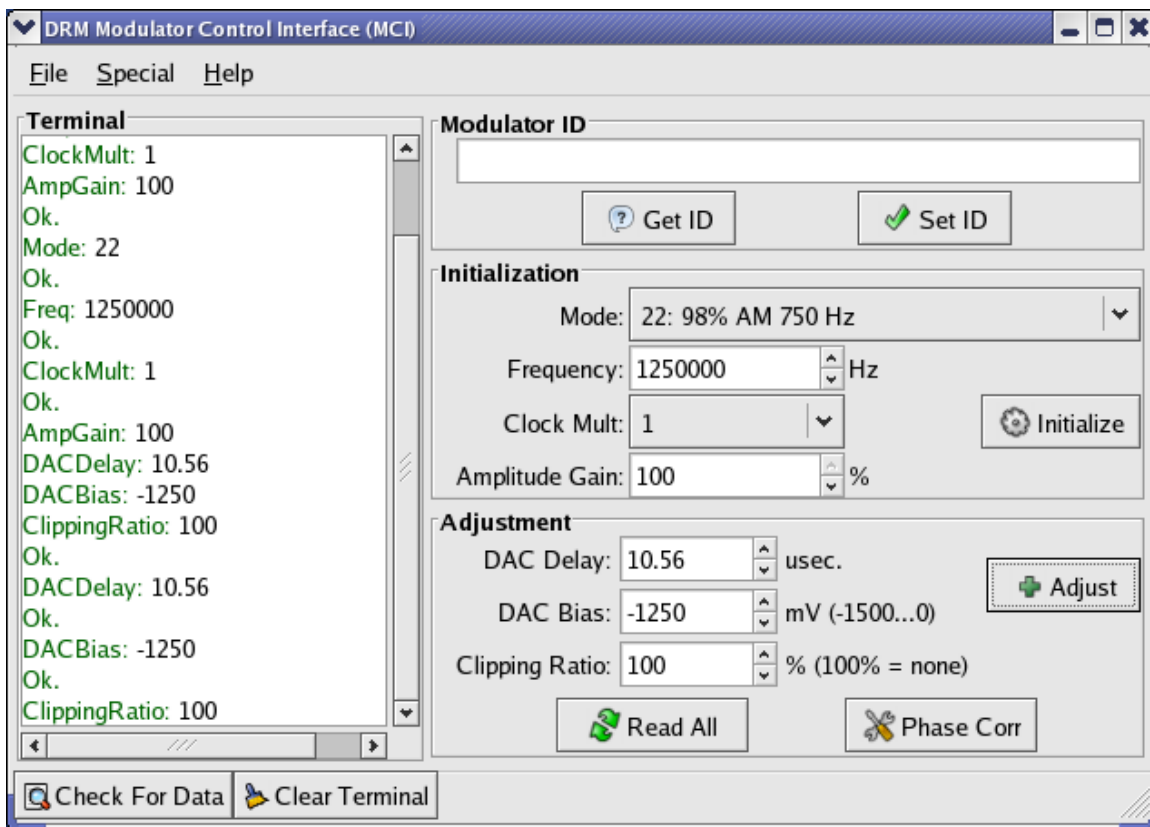 DRM Modulator Control Interface (MCI)
File Special Help
Terminal
ClockMult: 1
AmpGain: 100
Ok.
Mode: 22
Ok.
Freq: 1250000
Ok.
ClockMult: 1
Ok.
AmpGain: 100
DACDelay: 10.56
DACBias: -1250
ClippingRatio: 100
Ok.
DACDelay: 10.56
Ok.
DACBias: -1250
Ok.
ClippingRatio: 100
Modulator ID
Get ID Set ID
Initialization
Mode: 22: 98% AM 750 Hz
Frequency: 1250000 Hz
Clock Mult: 1
Initialize
Amplitude Gain: 100 %
Adjustment
DAC Delay: 10.56 usec.
Adjust
DAC Bias: -1250 mV (-1500...0)
Clipping Ratio: 100 % (100% = none)
Read All Phase Corr
Check For Data Clear Terminal